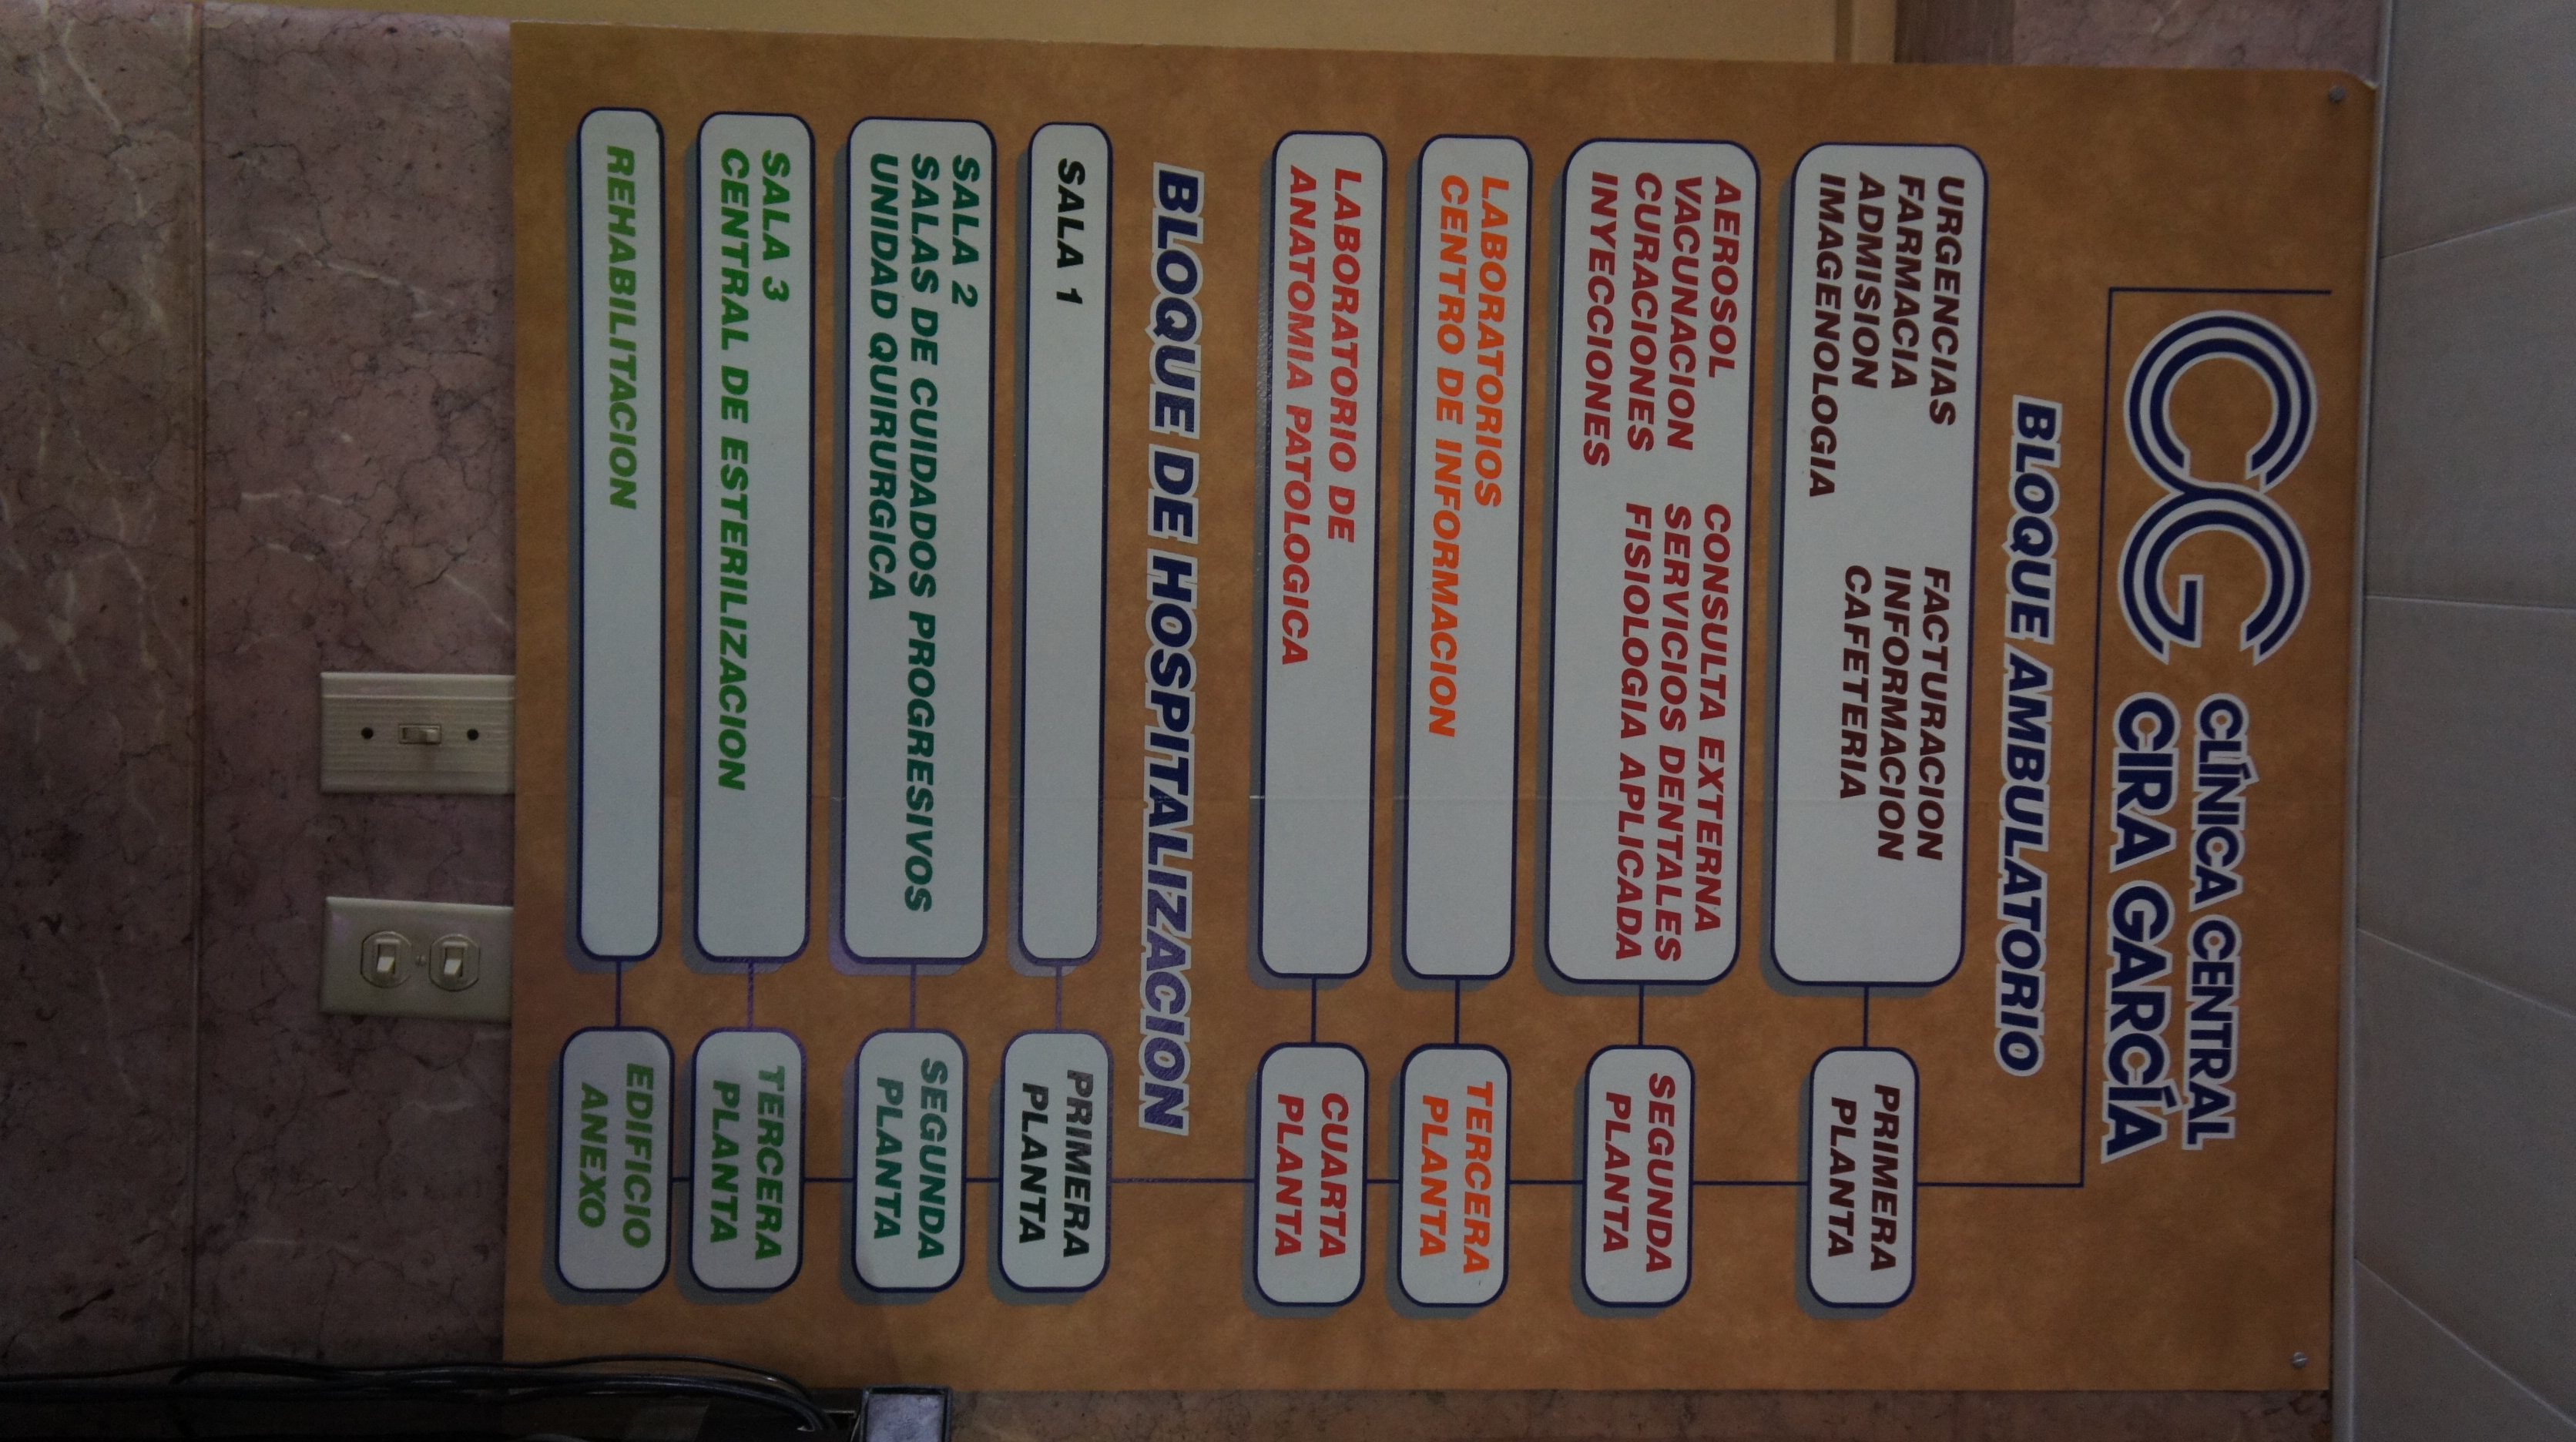 CG
CLÍNICA CENTRAL
CIRA GARCÍA
BLOQUE AMBULATORIO
URGENCIAS
FARMACIA
ADMISION
IMAGENOLOGIA
FACTURACION
INFORMACION
CAFETERIA
PRIMERA
PLANTA
AEROSOL
VACUNACION
CURACIONES
INYECCIONES
CONSULTA EXTERNA
SERVICIOS DENTALES
FISIOLOGIA APLICADA
SEGUNDA
PLANTA
LABORATORIOS
CENTRO DE INFORMACION
TERCERA
PLANTA
LABORATORIO DE
ANATOMIA PATOLOGICA
CUARTA
PLANTA
BLOQUE DE HOSPITALIZACION
SALA 1
PRIMERA
PLANTA
SALA 2
SALAS DE CUIDADOS PROGRESIVOS
UNIDAD QUIRURGICA
SEGUNDA
PLANTA
SALA 3
CENTRAL DE ESTERILIZACION
TERCERA
PLANTA
REHABILITACION
EDIFICIO
ANEXO